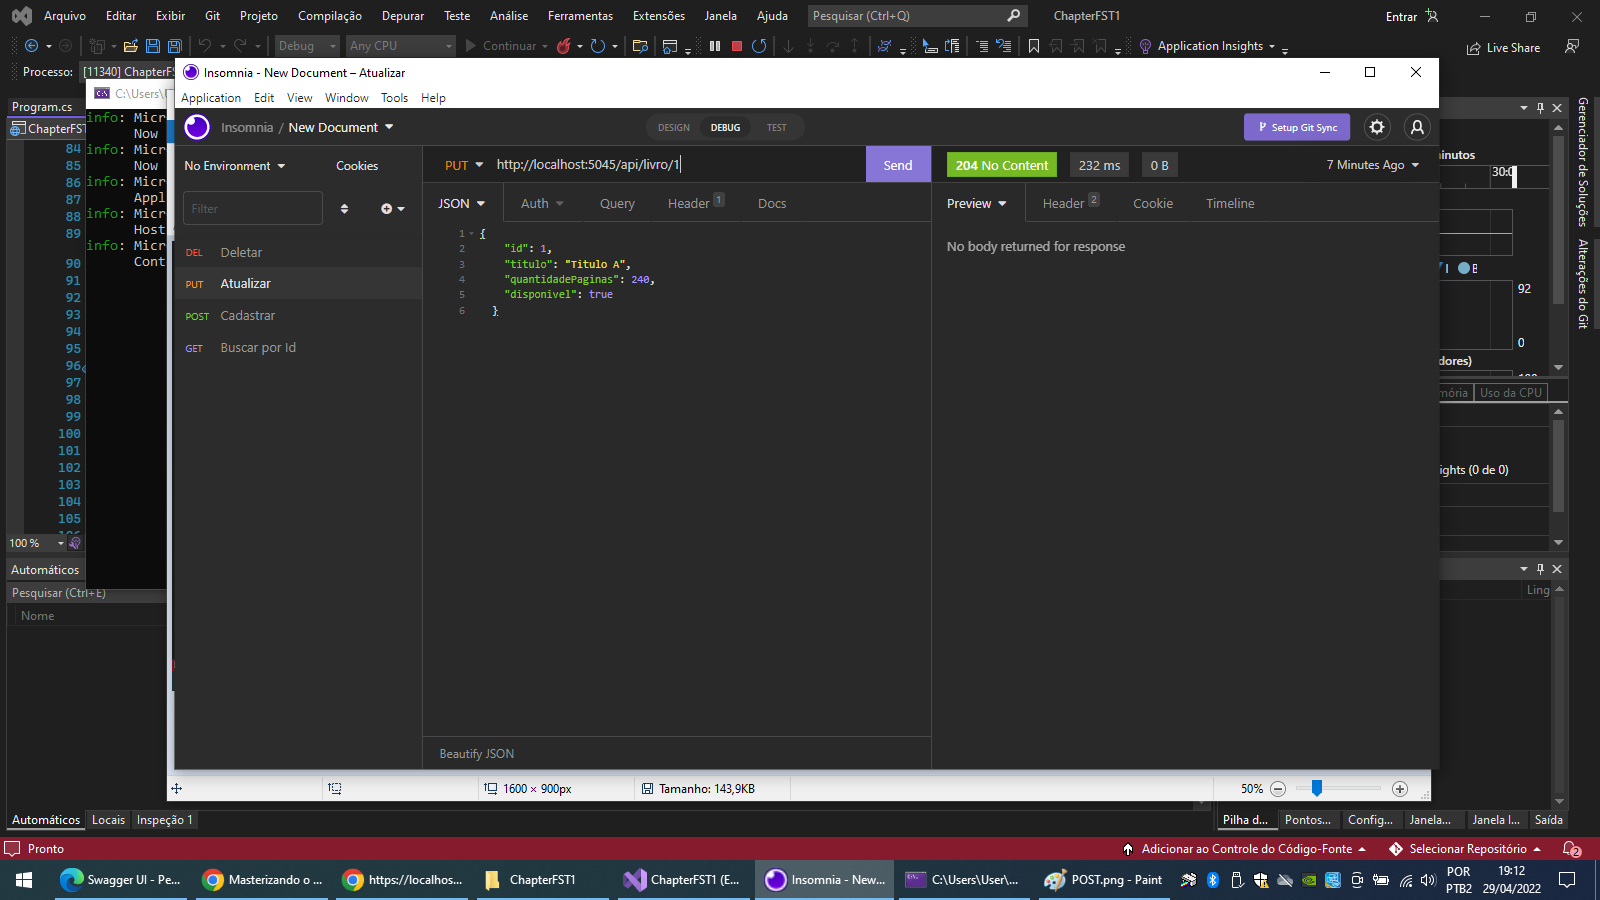 Arquivo Editar Exibir Git Projeto Compilação Depurar Teste Análise Ferramentas Extensões Janela Ajuda Pesquisar (Ctrl+Q) ChapterFST1 Entrar
Debug Any CPU Continuar Application Insights Live Share
Processo: [11340] ChapterFS
Insomnia - New Document – Atualizar
C:\Users\U
Application Edit View Window Tools Help
Program.cs
ChapterFST
info: Micr
Now
info: Micr
Now
info: Micr
Appl
info: Micr
Host
info: Micr
Cont
84
85
86
87
88
89
90
91
92
93
94
95
96
97
98
99
100
101
102
103
104
105
100 %
Insomnia / New Document DESIGN DEBUG TEST Setup Git Sync
No Environment Cookies
Filter
DEL Deletar
PUT Atualizar
POST Cadastrar
GET Buscar por Id
PUT http://localhost:5045/api/livro/1 Send
JSON Auth Query Header 1 Docs
1 {
2 "id": 1,
3 "titulo": "Titulo A",
4 "quantidadePaginas": 240,
5 "disponivel": true
6 }
Beautify JSON
204 No Content 232 ms 0 B 7 Minutes Ago
Preview Header 2 Cookie Timeline
No body returned for response
inutos
30:0
92
0
dores)
mória Uso da CPU
ights (0 de 0)
Gerenciador de Soluções
Alterações do Git
Automáticos
Pesquisar (Ctrl+E)
Nome
Ling
1600 × 900px Tamanho: 143,9KB 50%
Automáticos Locais Inspeção 1 Pilha d... Pontos... Config... Janela... Janela I... Saída
Pronto Adicionar ao Controle do Código-Fonte Selecionar Repositório 2
Swagger UI - Pe... Masterizando o ... https://localhos... ChapterFST1 ChapterFST1 (E... Insomnia - New... C:\Users\User\... POST.png - Paint
POR
PTB2
19:12
29/04/2022